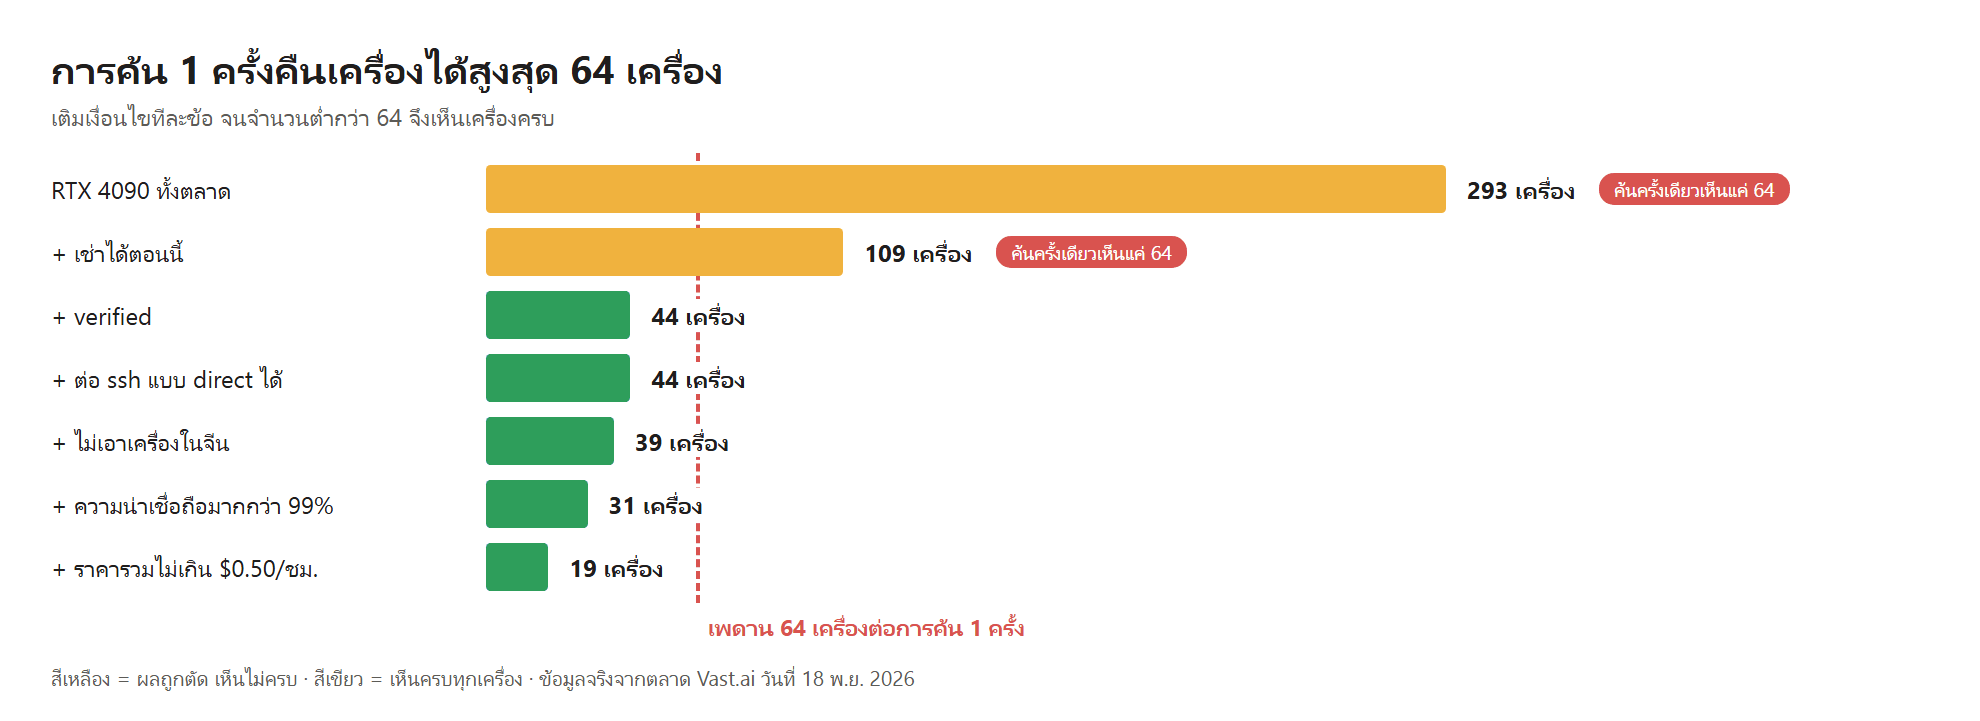 การค้น 1 ครั้งคืนเครื่องได้สูงสุด 64 เครื่อง
เติมเงื่อนไขทีละข้อ จนจำนวนต่ำกว่า 64 จึงเห็นเครื่องครบ
RTX 4090 ทั้งตลาด 293 เครื่อง ค้นครั้งเดียวเห็นแค่ 64
+ เช่าได้ตอนนี้ 109 เครื่อง ค้นครั้งเดียวเห็นแค่ 64
+ verified 44 เครื่อง
+ ต่อ ssh แบบ direct ได้ 44 เครื่อง
+ ไม่เอาเครื่องในจีน 39 เครื่อง
+ ความน่าเชื่อถือมากกว่า 99% 31 เครื่อง
+ ราคารวมไม่เกิน $0.50/ชม. 19 เครื่อง
เพดาน 64 เครื่องต่อการค้น 1 ครั้ง
สีเหลือง = ผลถูกตัด เห็นไม่ครบ · สีเขียว = เห็นครบทุกเครื่อง · ข้อมูลจริงจากตลาด Vast.ai วันที่ 18 พ.ย. 2026